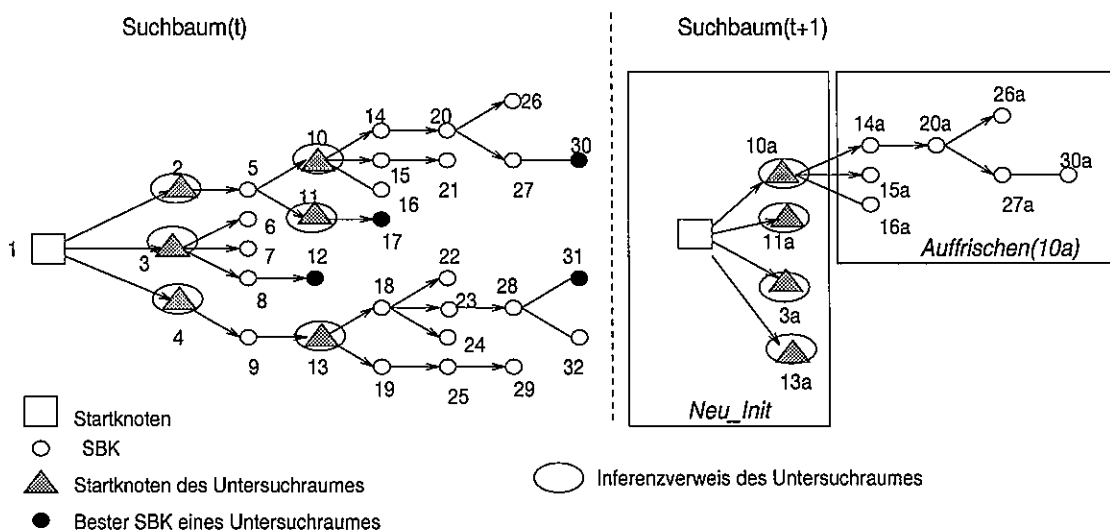 Suchbaum(t)
Suchbaum(t+1)
26
14
20
10
30
2
5
15
21
27
11
16
6
17
1
3
7
12
22
31
8
18
23
28
4
24
9
13
32
19
25
29
26a
14a
20a
10a
30a
15a
27a
16a
11a
Auffrischen(10a)
3a
13a
Neu_Init
Startknoten
SBK
Startknoten des Untersuchraumes
Bester SBK eines Untersuchraumes
Inferenzverweis des Untersuchraumes